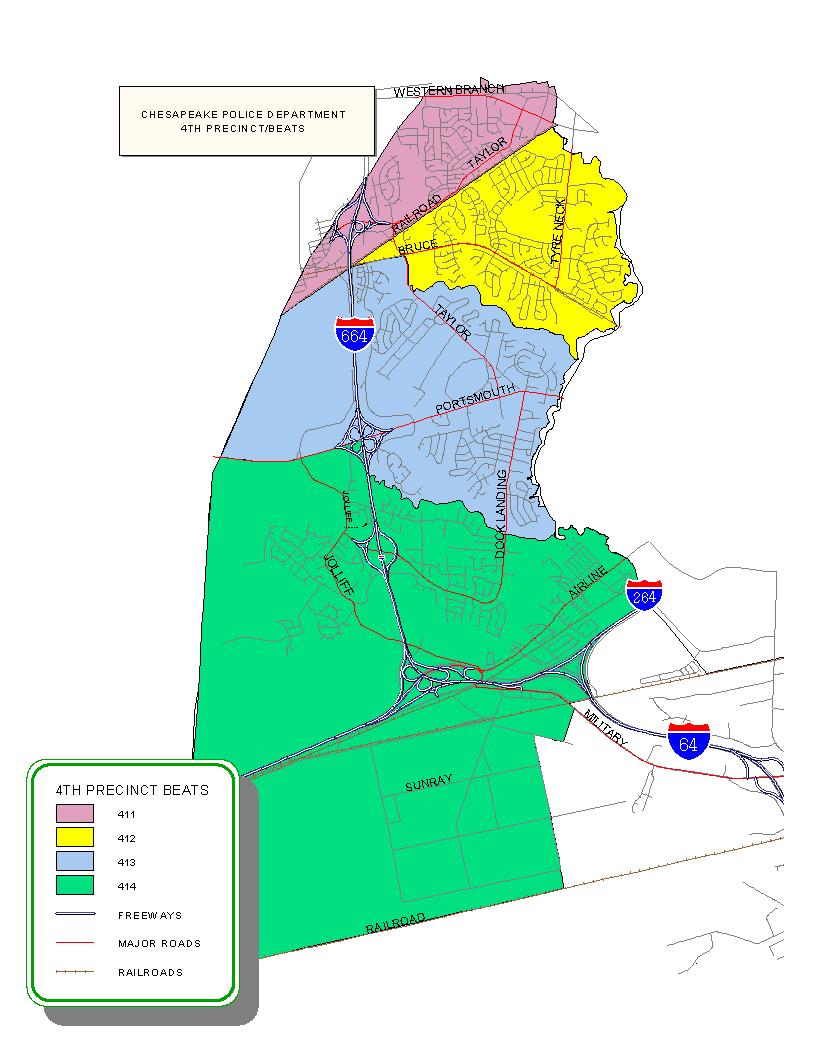 CHESAPEAKE POLICE DEPARTMENT
4TH PRECINCT/BEATS
WESTERN BRANCH
TAYLOR
RAILROAD
TYRE NECK
BRUCE
TAYLOR
664
PORTSMOUTH
DOCK LANDING
JOLLIFF
JOLLIFF
AIRLINE
264
MILITARY
64
SUNRAY
RAILROAD
4TH PRECINCT BEATS
411
412
413
414
FREEWAYS
MAJOR ROADS
RAILROADS